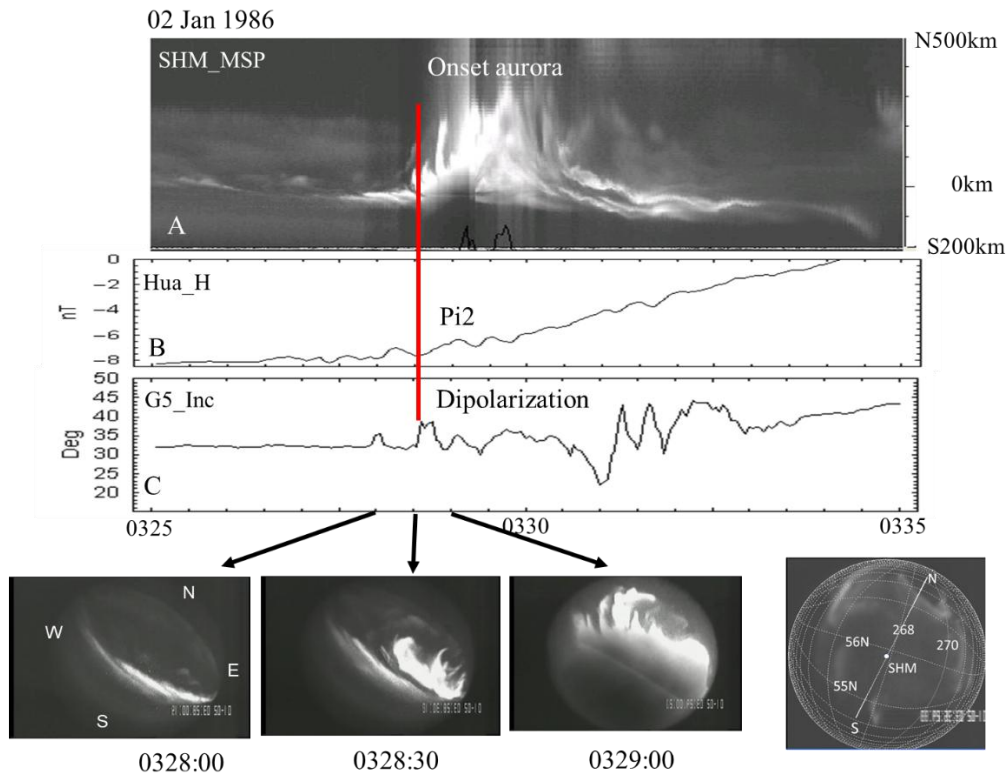 02 Jan 1986
SHM_MSP
Onset aurora
N500km
0km
A
S200km
Hua_H
nT
0
-2
-4
-6
-8
Pi2
B
G5_Inc
Dipolarization
Deg
50
45
40
35
30
25
20
C
0325
0330
0335
N
W
E
S
N
268
56N
270
SHM
55N
S
0328:00
0328:30
0329:00